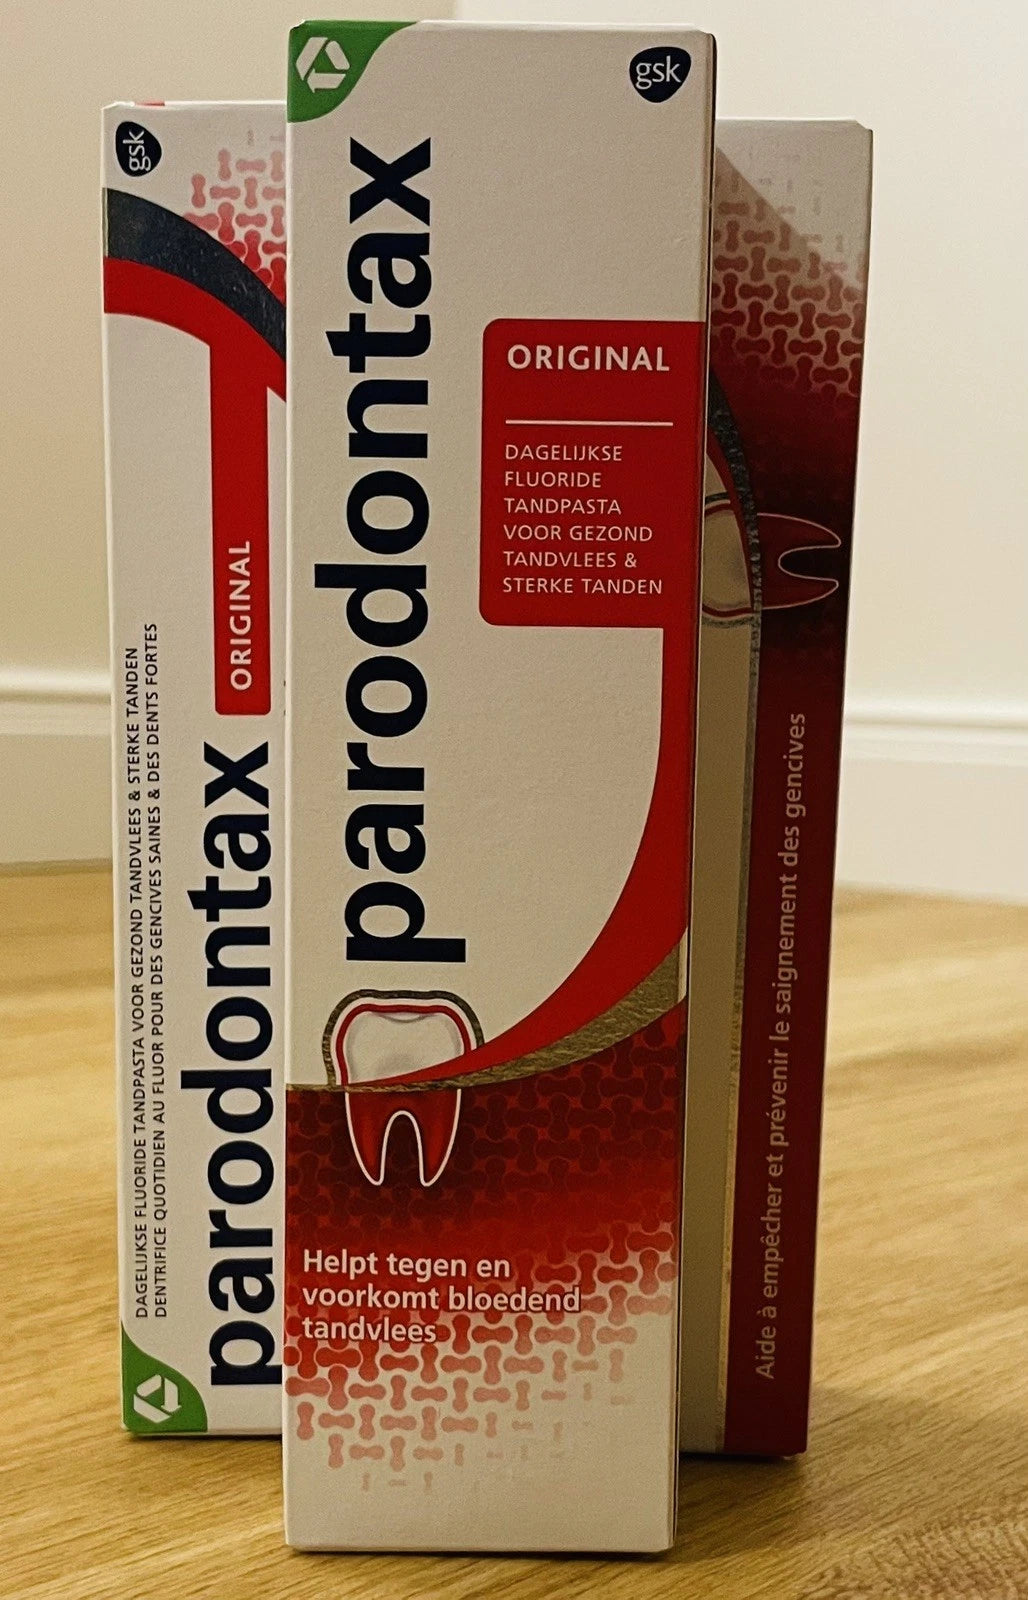 gsk
ORIGINAL
DAGELIJKSE FLUORIDE TANDPASTA VOOR GEZOND TANDVLEES & STERKE TANDEN
DENTRIFICE QUOTIDIEN AU FLUOR POUR DES GENCIVES SAINES & DES DENTS FORTES
parodontax
gsk
parodontax
ORIGINAL
DAGELIJKSE
FLUORIDE
TANDPASTA
VOOR GEZOND
TANDVLEES &
STERKE TANDEN
Helpt tegen en
voorkomt bloedend
tandvlees
Aide à empêcher et prévenir le saignement des gencives